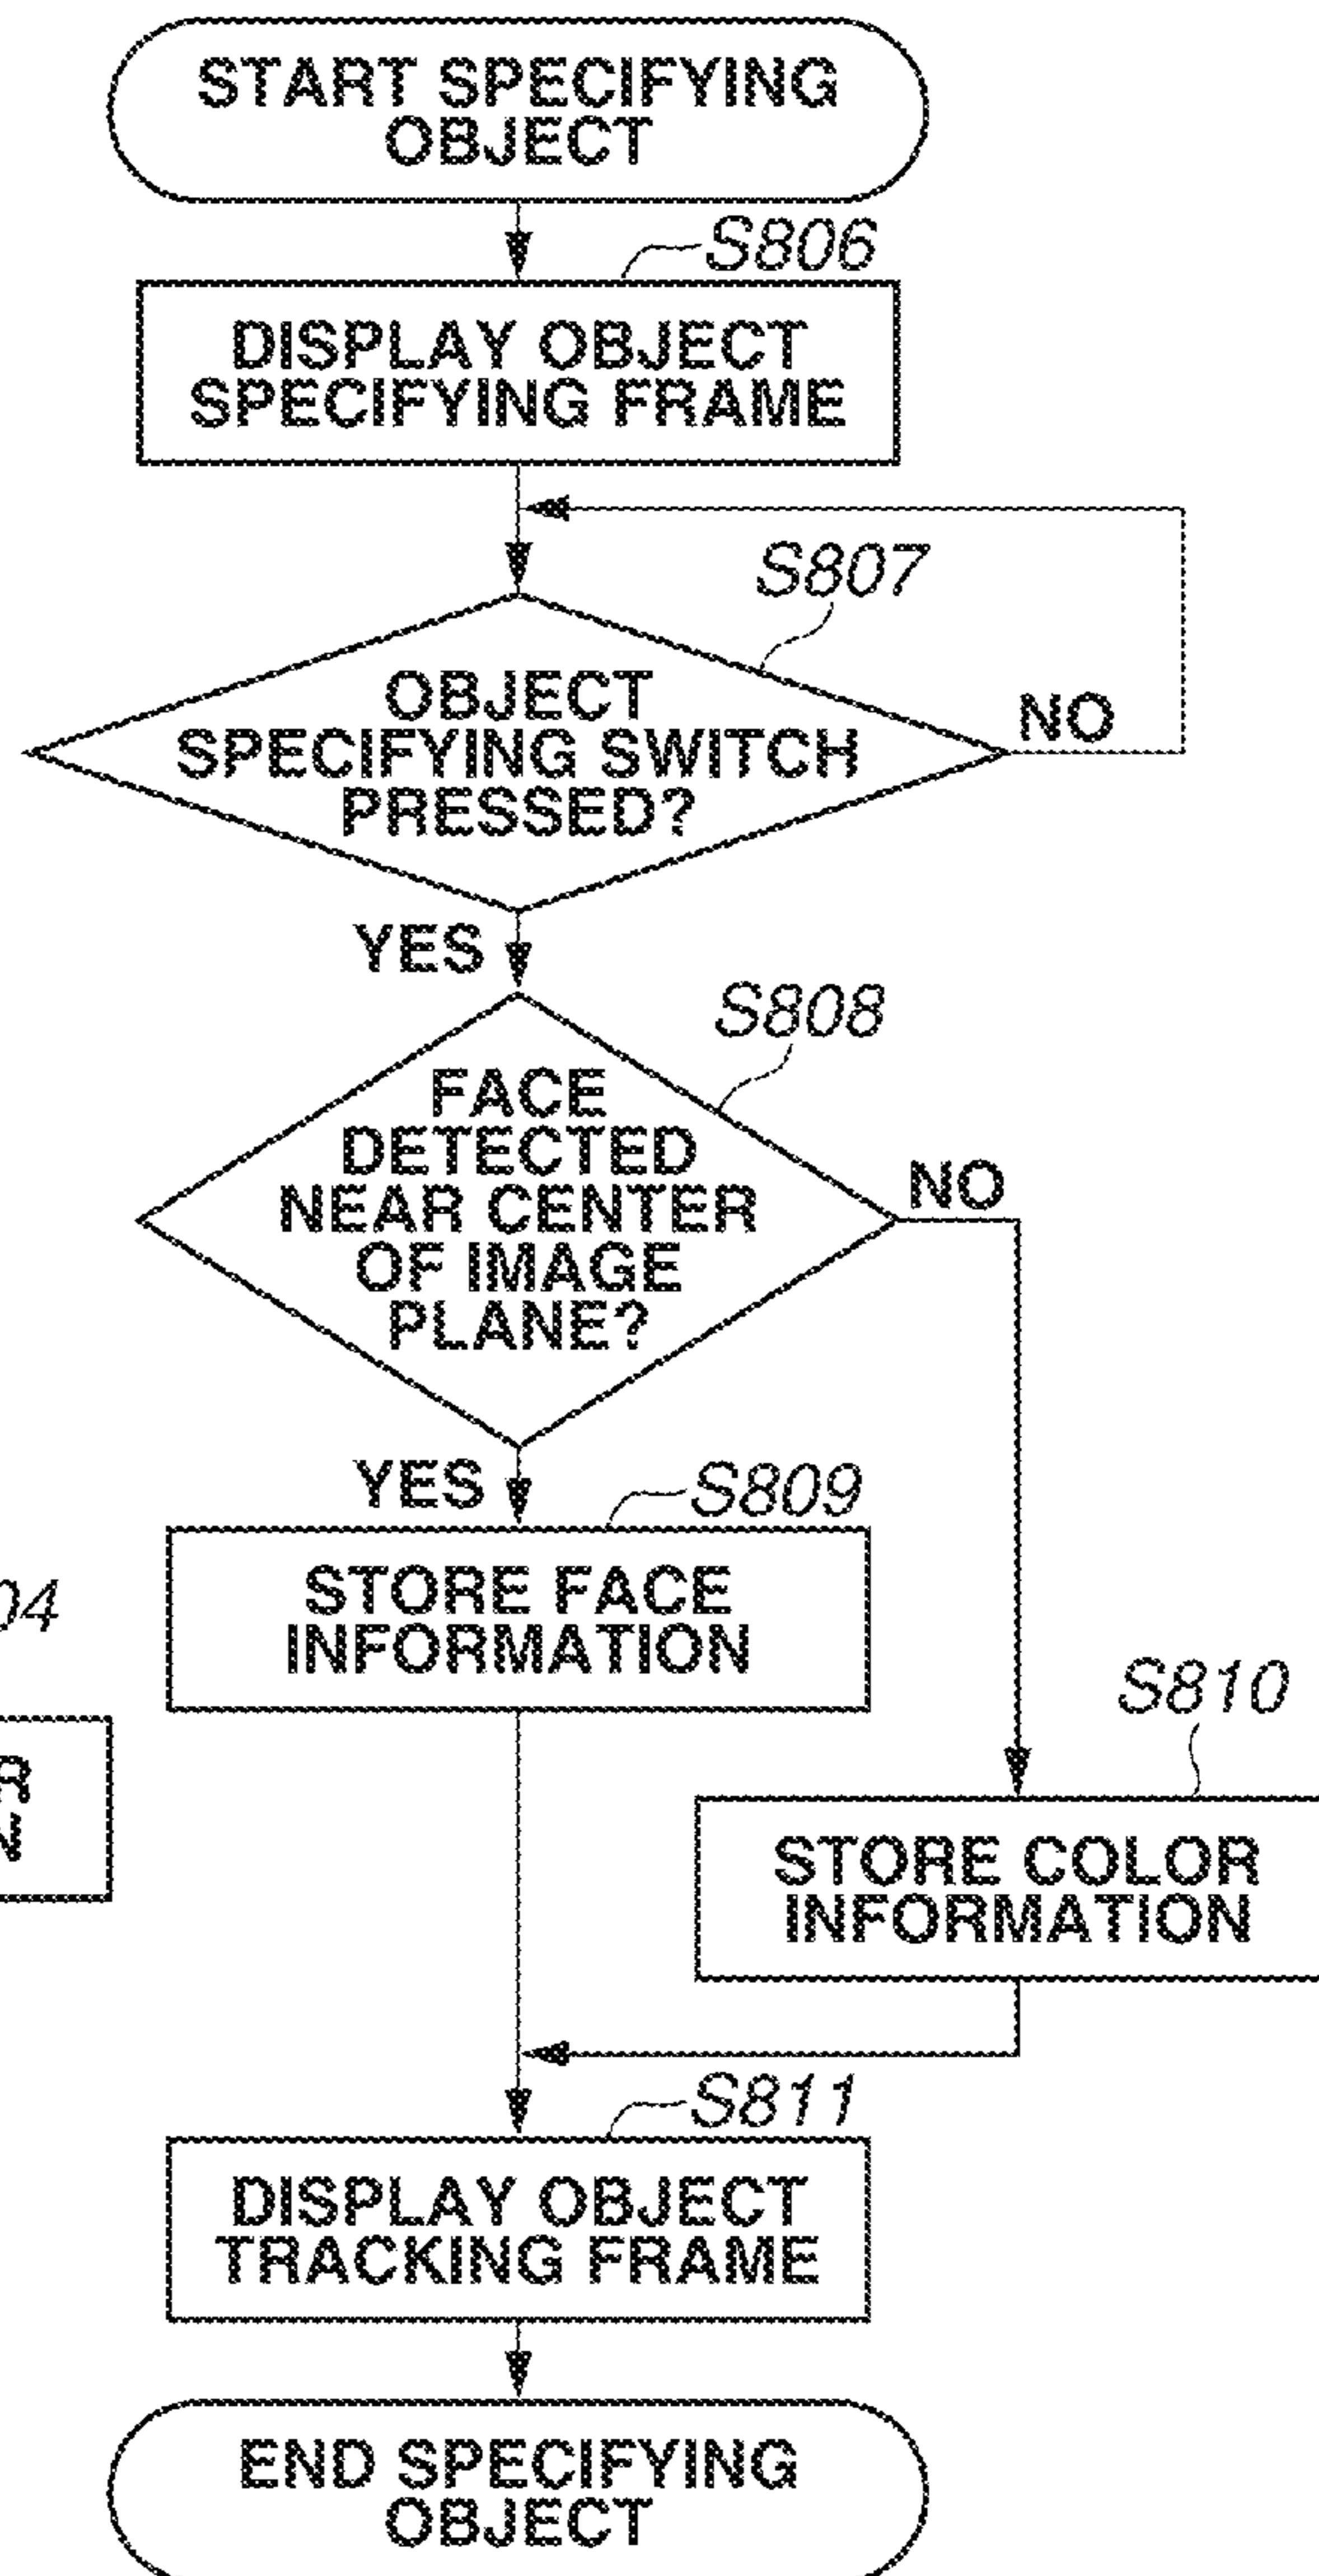 START SPECIFYING
OBJECT
S806
DISPLAY OBJECT
SPECIFYING FRAME
S807
OBJECT
SPECIFYING SWITCH
PRESSED?
NO
YES
S808
FACE
DETECTED
NEAR CENTER
OF IMAGE
PLANE?
NO
YES
S809
STORE FACE
INFORMATION
04
R
N
S810
STORE COLOR
INFORMATION
S811
DISPLAY OBJECT
TRACKING FRAME
END SPECIFYING
OBJECT